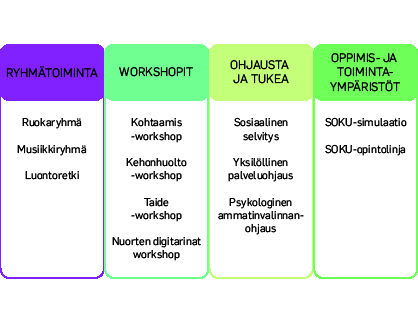 RYHMÄTOIMINTA
Ruokaryhmä
Musiikkiryhmä
Luontoretki
WORKSHOPIT
Kohtaamis
-workshop
Kehonhuolto
-workshop
Taide
-workshop
Nuorten digitarinat
workshop
OHJAUSTA
JA TUKEA
Sosiaalinen
selvitys
Yksilöllinen
palveluohjaus
Psykologinen
ammatinvalinnan-
ohjaus
OPPIMIS- JA
TOIMINTA-
YMPÄRISTÖT
SOKU-simulaatio
SOKU-opintolinja